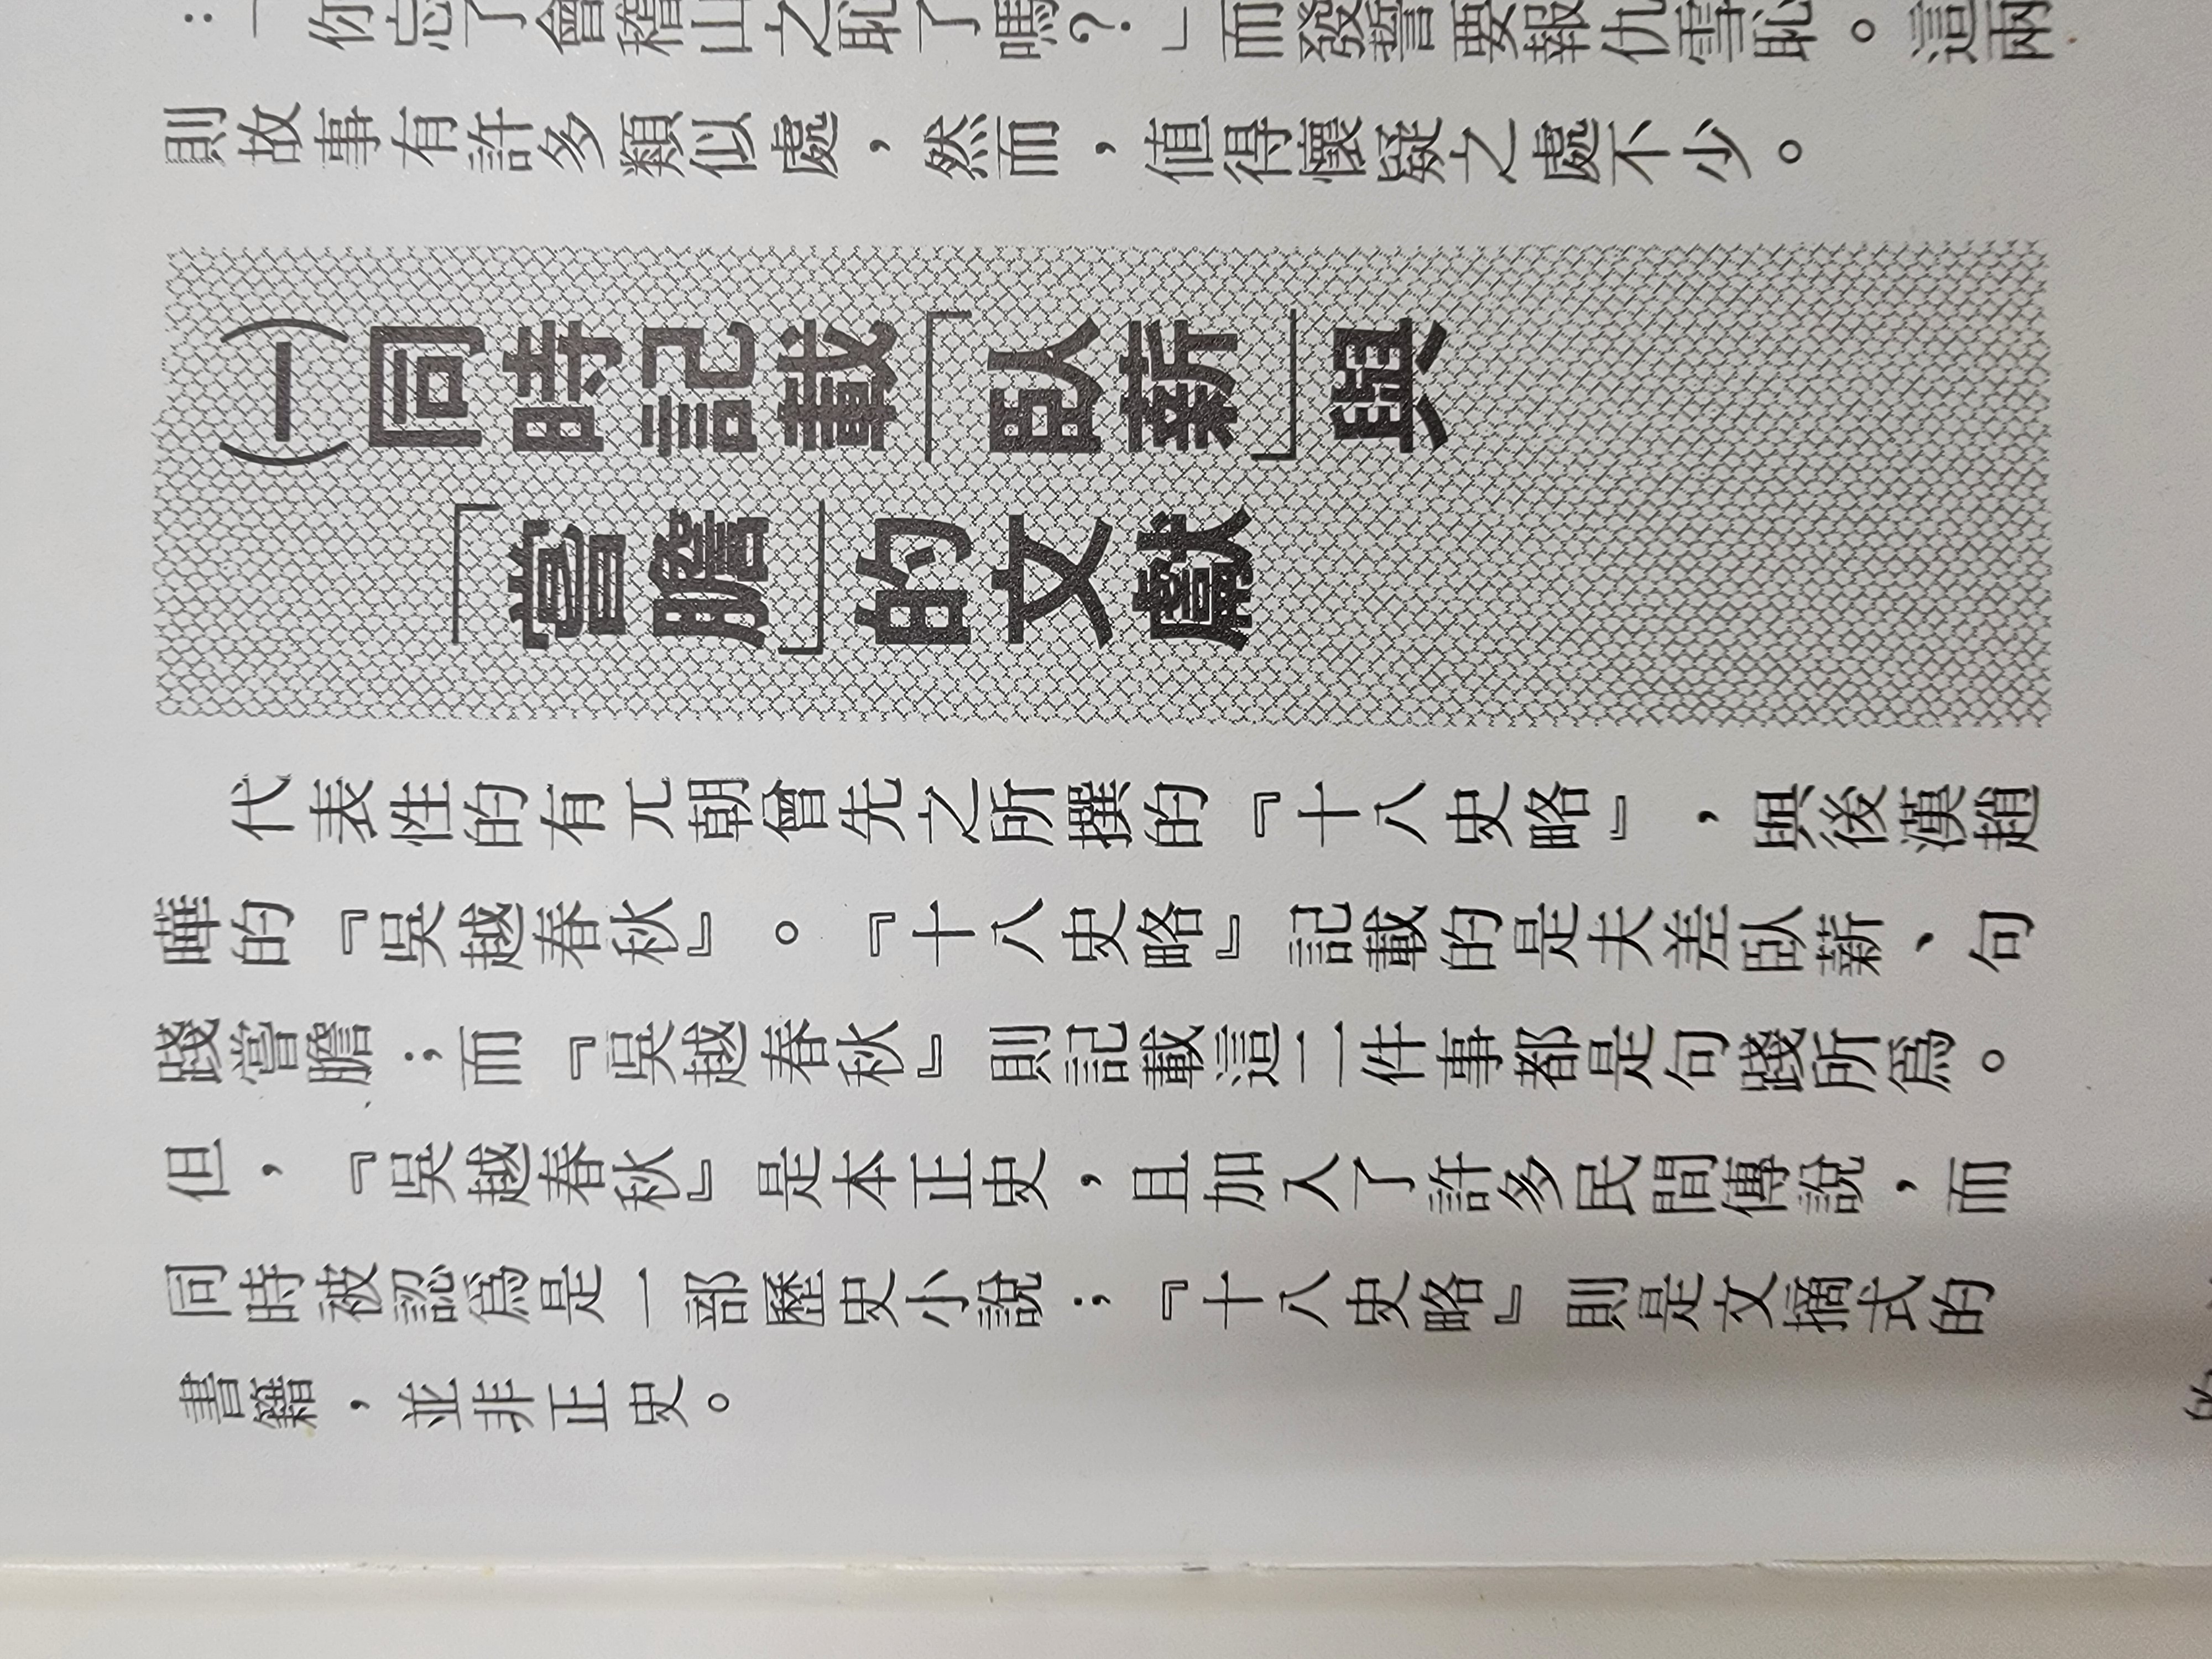 ：「你忘了會稽山之恥了嗎？」而發誓要報仇雪恥。這兩
則故事有許多類似處，然而，值得懷疑之處不少。
(一)同時記載「臥薪」與
「嘗膽」的文獻
代表性的有元朝曾先之所撰的『十八史略』，與後漢趙
曄的『吳越春秋』。『十八史略』記載的是夫差臥薪、句
踐嘗膽；而『吳越春秋』則記載這二件事都是句踐所為。
但，『吳越春秋』是本正史，且加入了許多民間傳說，而
同時被認為是一部歷史小說；『十八史略』則是文摘式的
書籍，並非正史。